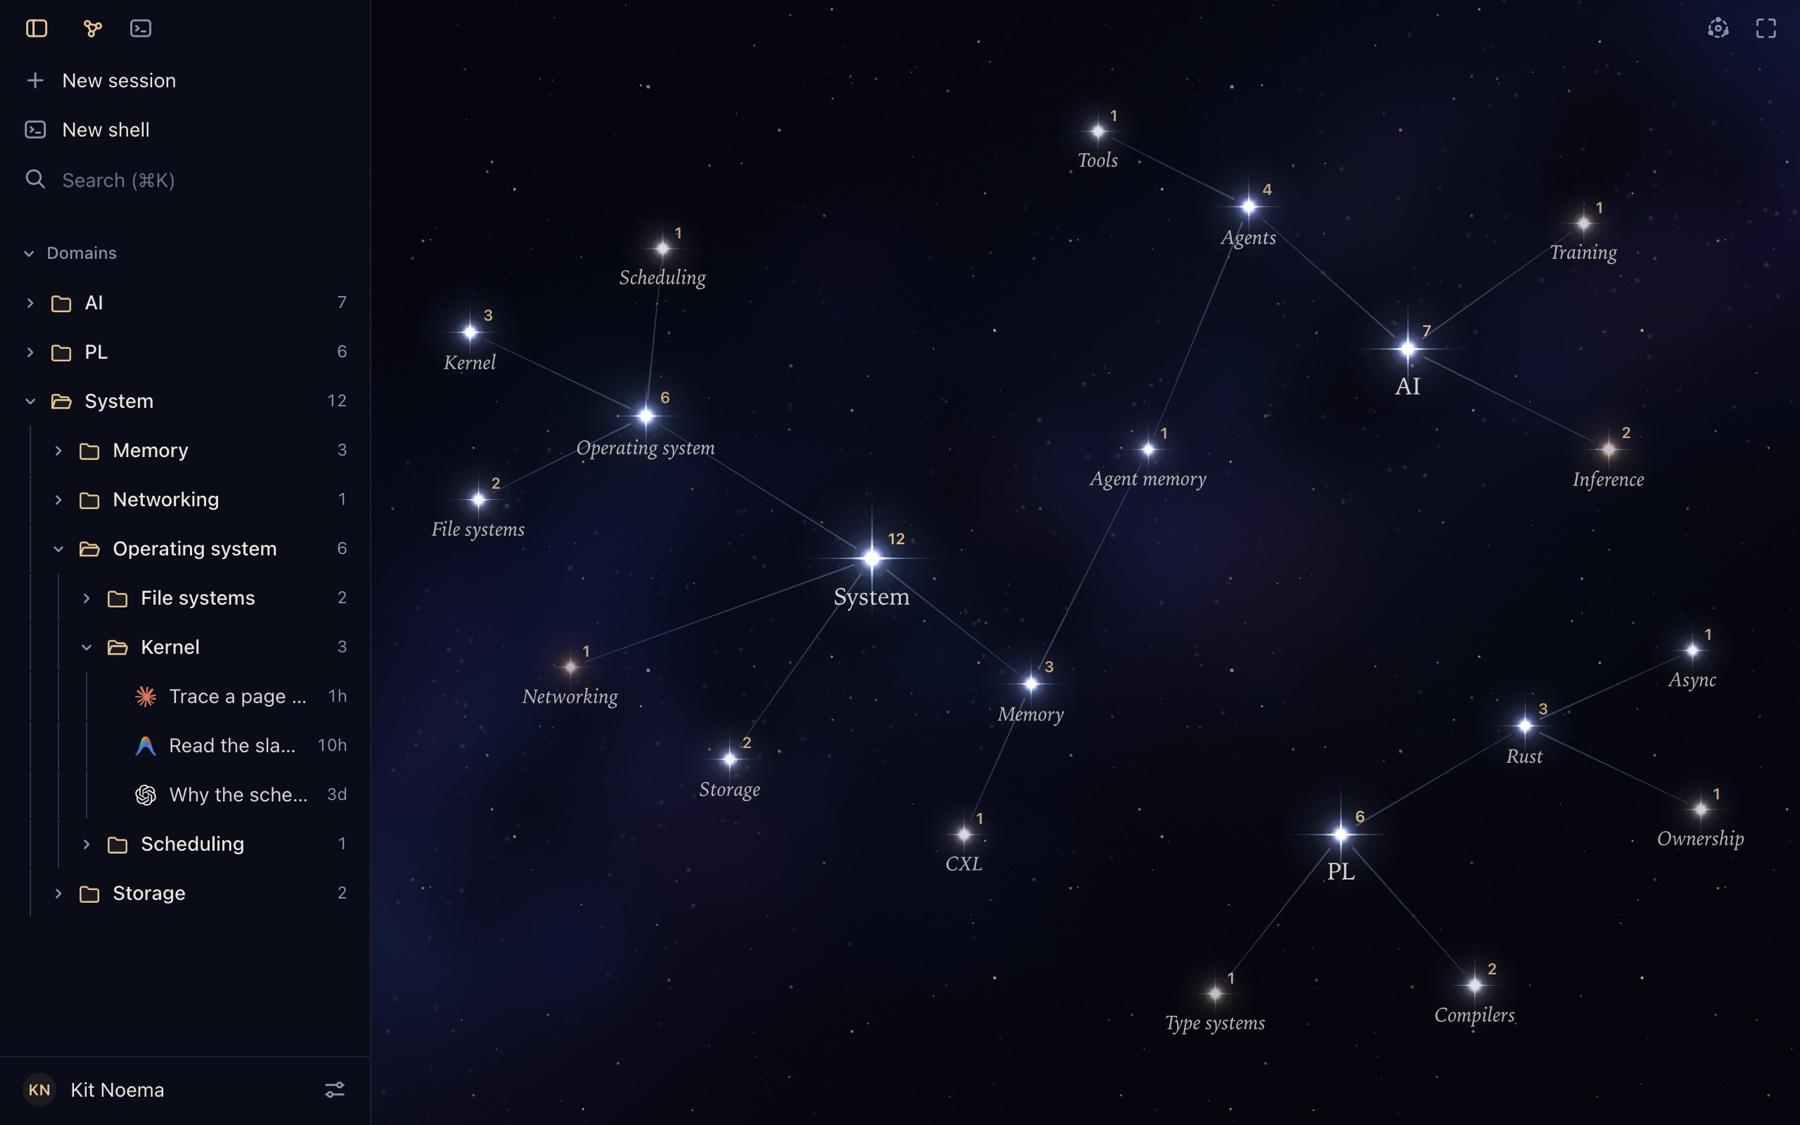 New session
New shell
Search (⌘K)
Domains
AI 7
PL 6
System 12
Memory 3
Networking 1
Operating system 6
File systems 2
Kernel 3
Trace a page ... 1h
Read the sla... 10h
Why the sche... 3d
Scheduling 1
Storage 2
KN Kit Noema
1
Tools
4
Agents
1
Training
1
Scheduling
3
Kernel
7
AI
6
Operating system
1
Agent memory
2
Inference
2
File systems
12
System
1
Networking
3
Memory
1
Async
2
Storage
3
Rust
1
CXL
6
PL
1
Ownership
1
Type systems
2
Compilers